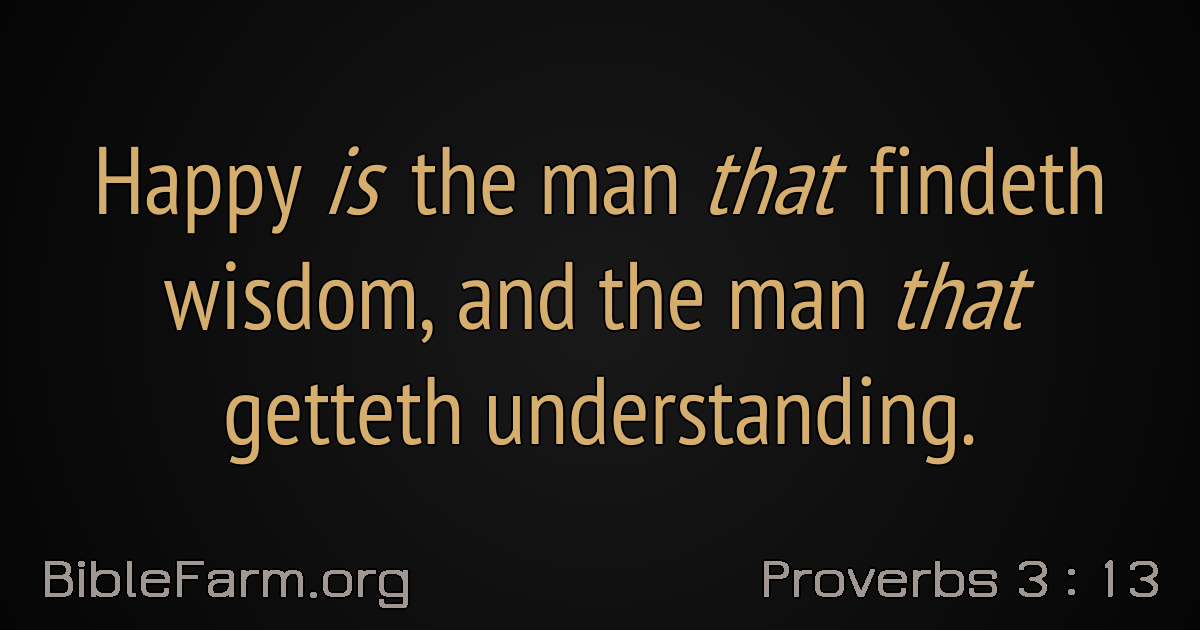 Happy is the man that findeth
wisdom, and the man that
getteth understanding.
BibleFarm.org
Proverbs 3 : 13